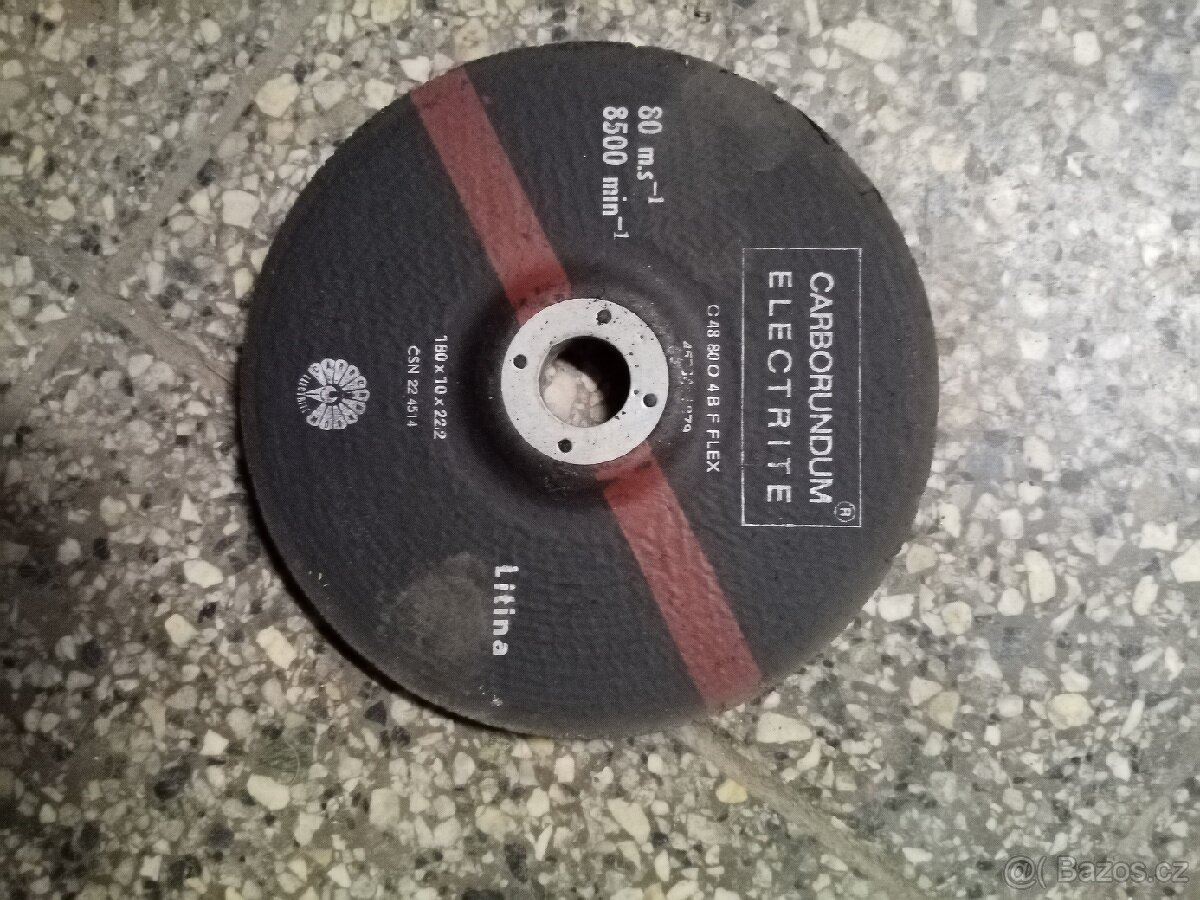 CARBORUNDUM ®
ELECTRITE
C 48 80 O 4 B F FLEX
80 m.s⁻¹
8500 min⁻¹
180 x 10 x 22,2
ČSN 22 4514
Litina
@( Bazos.cz